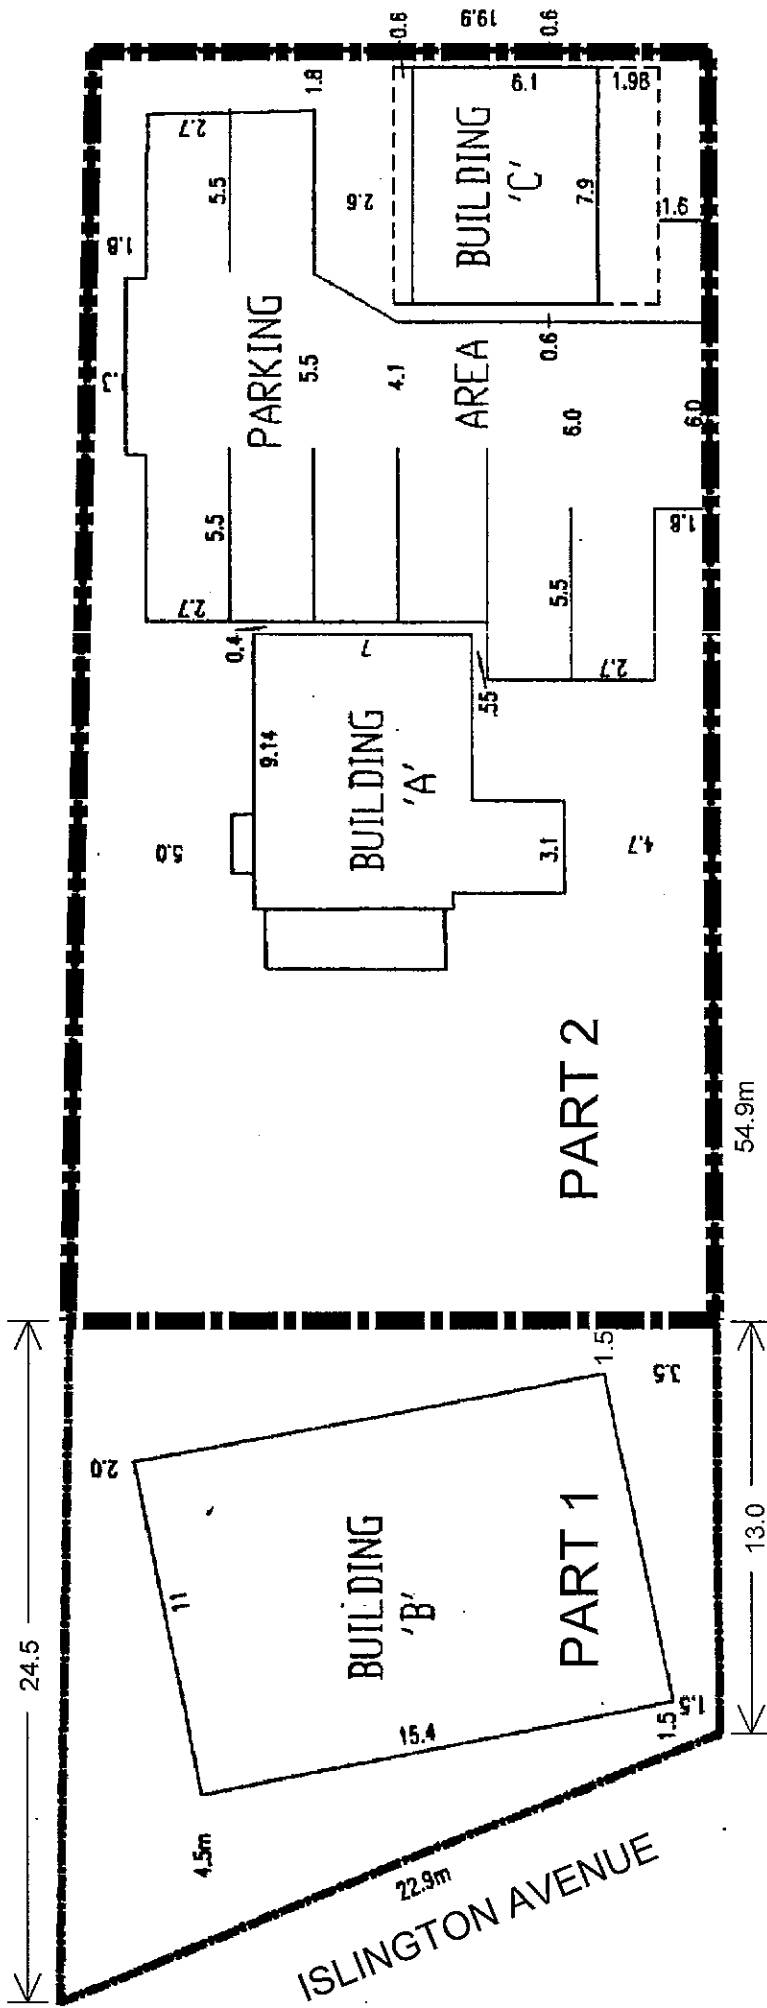 19.9
0.6
0.6
1.8
6.1
1.98
2.7
5.5
2.6
BUILDING
'C'
7.9
1.6
1.8
PARKING
AREA
1.3
5.5
4.1
0.6
6.0
6.0
5.5
5.5
1.8
2.7
2.7
0.4
7
.55
9.14
BUILDING
'A'
5.0
3.1
4.7
PART 2
54.9m
24.5
2.0
1.5
3.5
BUILDING
'B'
11
PART 1
13.0
15.4
1.5
1.5
4.5m
22.9m
ISLINGTON AVENUE